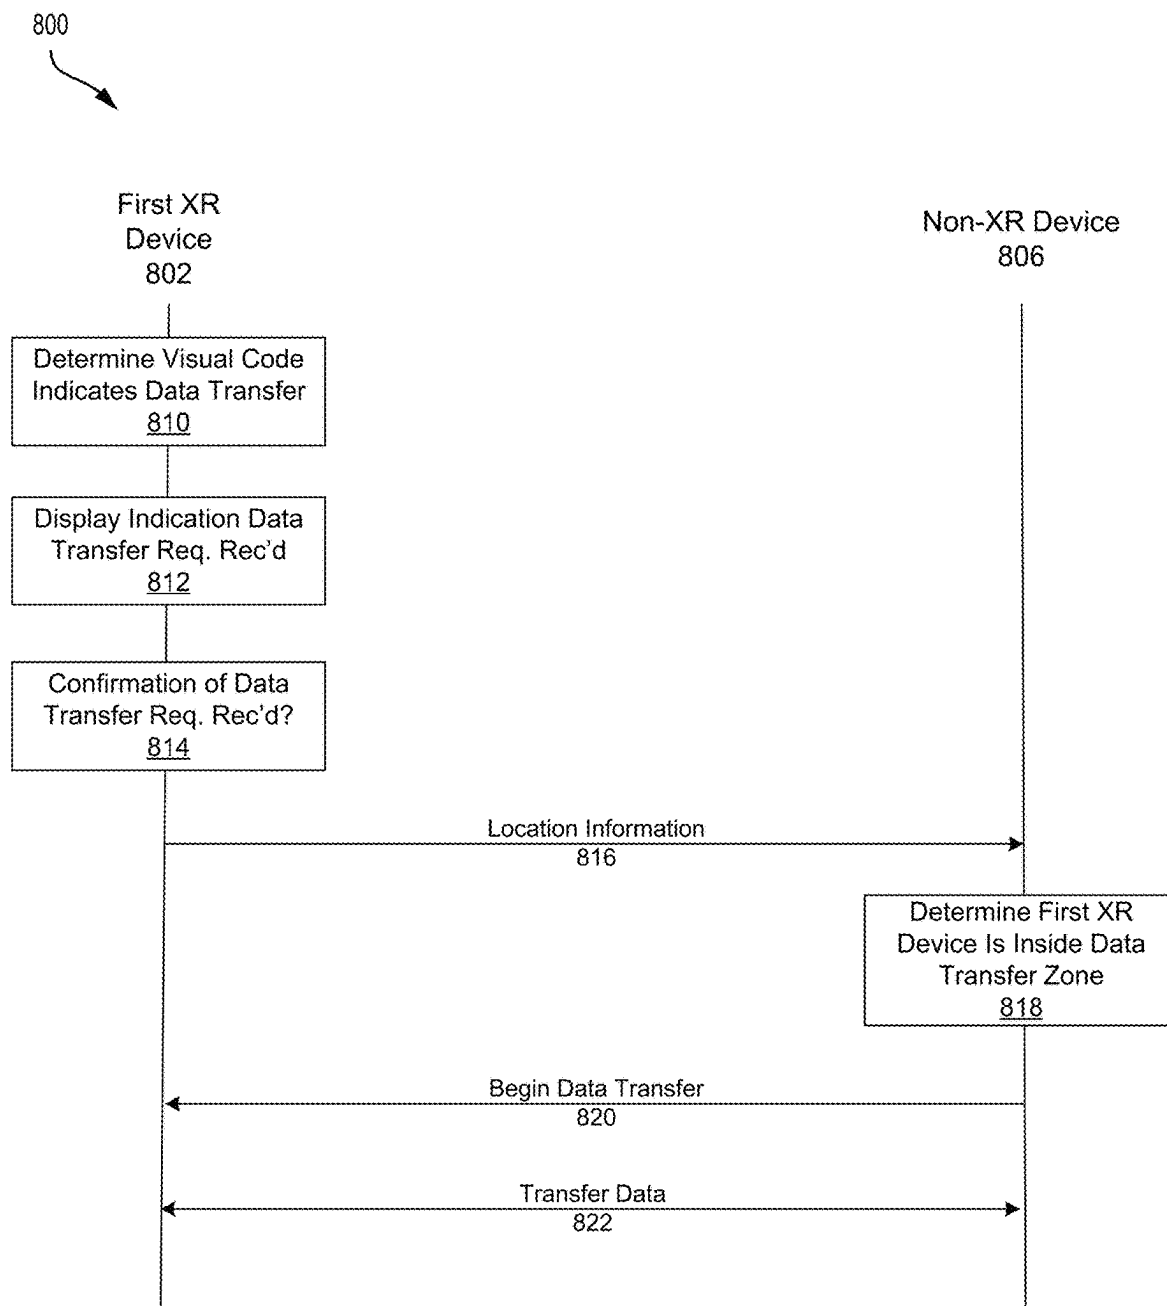 800
First XR
Device
802
Non-XR Device
806
Determine Visual Code
Indicates Data Transfer
810
Display Indication Data
Transfer Req. Rec'd
812
Confirmation of Data
Transfer Req. Rec'd?
814
Location Information
816
Determine First XR
Device Is Inside Data
Transfer Zone
818
Begin Data Transfer
820
Transfer Data
822